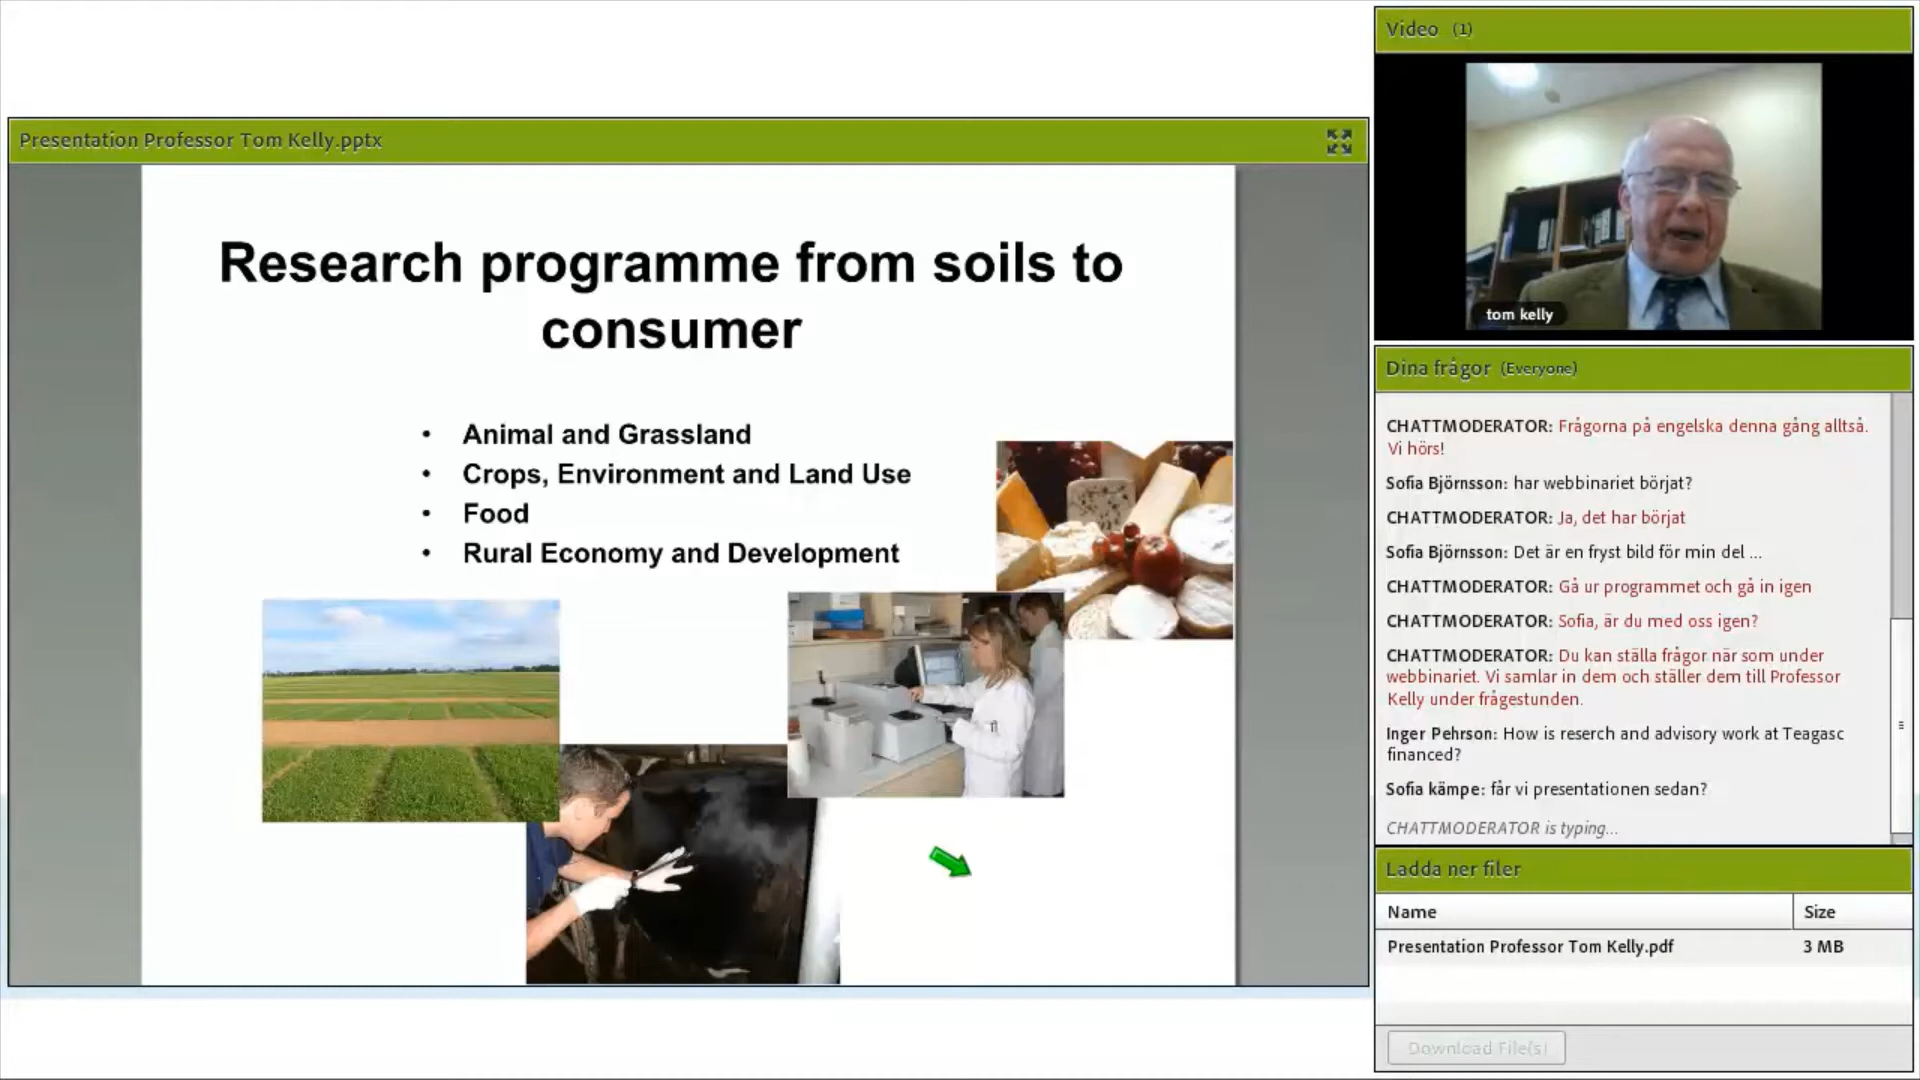 Presentation Professor Tom Kelly.pptx
Research programme from soils to
consumer
• Animal and Grassland
• Crops, Environment and Land Use
• Food
• Rural Economy and Development
Video (1)
tom kelly
Dina frågor (Everyone)
CHATTMODERATOR: Frågorna på engelska denna gång alltså.
Vi hörs!
Sofia Björnsson: har webbinariet börjat?
CHATTMODERATOR: Ja, det har börjat
Sofia Björnsson: Det är en fryst bild för min del ...
CHATTMODERATOR: Gå ur programmet och gå in igen
CHATTMODERATOR: Sofia, är du med oss igen?
CHATTMODERATOR: Du kan ställa frågor när som under
webbinariet. Vi samlar in dem och ställer dem till Professor
Kelly under frågestunden.
Inger Pehrson: How is reserch and advisory work at Teagasc
financed?
Sofia kämpe: får vi presentationen sedan?
CHATTMODERATOR is typing...
Ladda ner filer
Name Size
Presentation Professor Tom Kelly.pdf 3 MB
Download File(s)